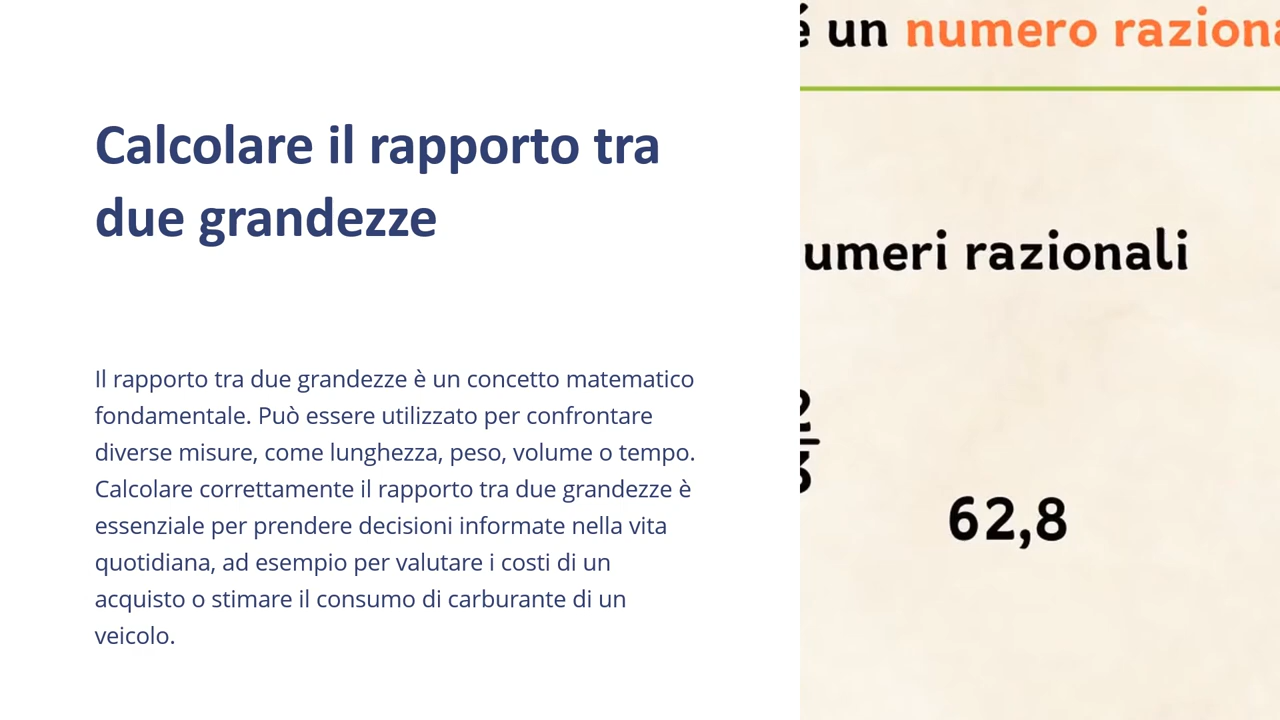 Calcolare il rapporto tra
due grandezze
Il rapporto tra due grandezze è un concetto matematico
fondamentale. Può essere utilizzato per confrontare
diverse misure, come lunghezza, peso, volume o tempo.
Calcolare correttamente il rapporto tra due grandezze è
essenziale per prendere decisioni informate nella vita
quotidiana, ad esempio per valutare i costi di un
acquisto o stimare il consumo di carburante di un
veicolo.
é un numero raziona
umeri razionali
62,8